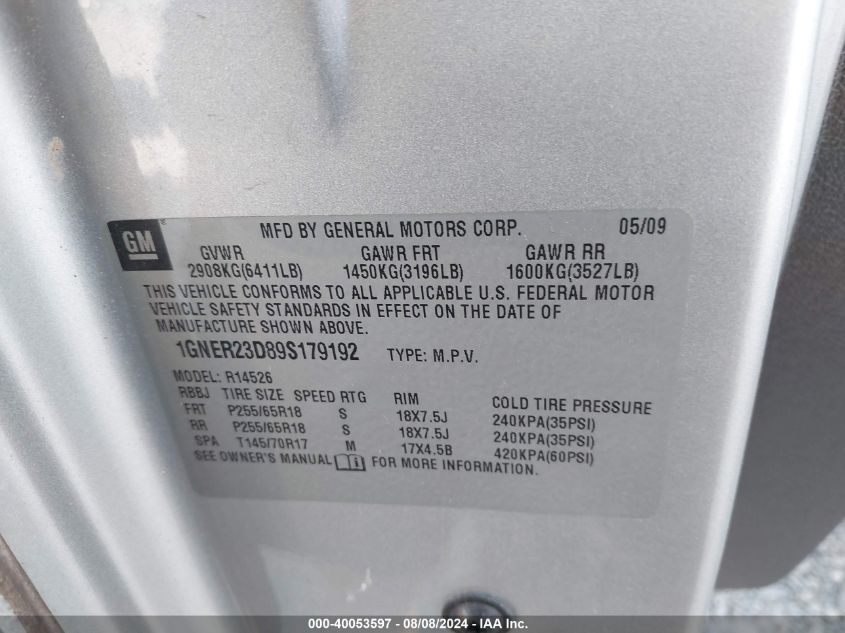 GM
®
MFD BY GENERAL MOTORS CORP. 05/09
GVWR GAWR FRT GAWR RR
2908KG(6411LB) 1450KG(3196LB) 1600KG(3527LB)
THIS VEHICLE CONFORMS TO ALL APPLICABLE U.S. FEDERAL MOTOR
VEHICLE SAFETY STANDARDS IN EFFECT ON THE DATE OF
MANUFACTURE SHOWN ABOVE.
1GNER23D89S179192 TYPE: M.P.V.
MODEL: R14526
RBBJ TIRE SIZE SPEED RTG RIM COLD TIRE PRESSURE
FRT P255/65R18 S 18X7.5J 240KPA(35PSI)
RR P255/65R18 S 18X7.5J 240KPA(35PSI)
SPA T145/70R17 M 17X4.5B 420KPA(60PSI)
SEE OWNER'S MANUAL FOR MORE INFORMATION.
000-40053597 - 08/08/2024 - IAA Inc.